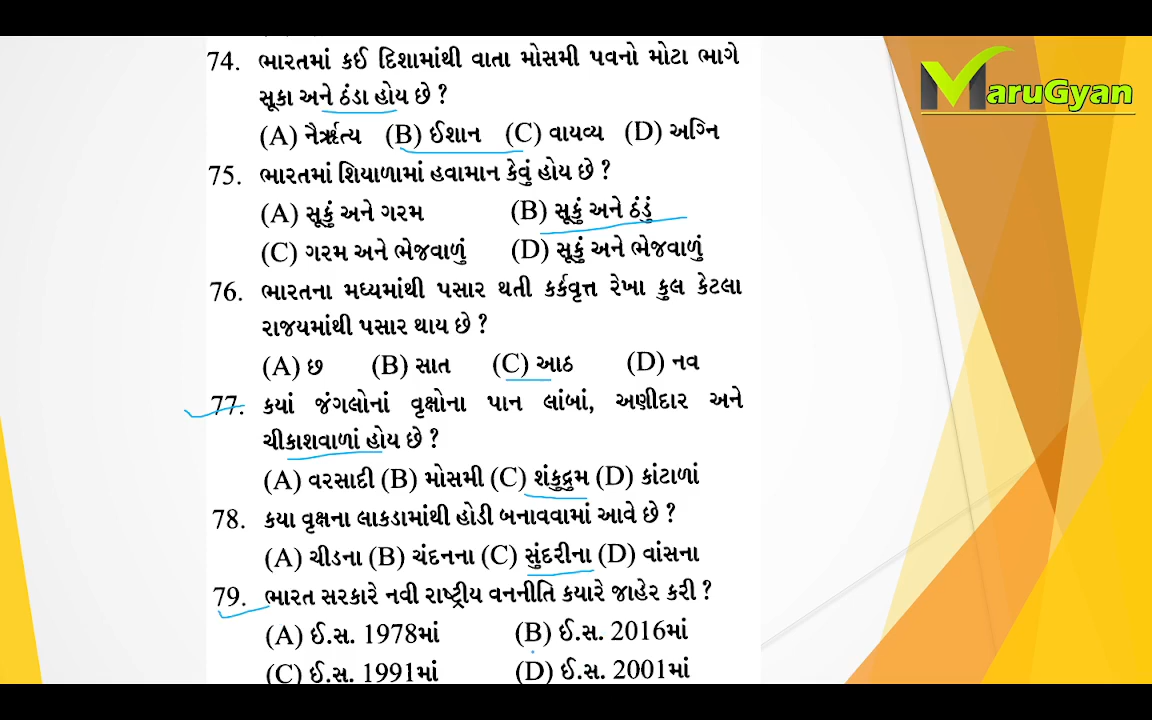 MaruGyan
74. ભારતમાં કઈ દિશામાંથી વાતા મોસમી પવનો મોટા ભાગે
સૂકા અને ઠંડા હોય છે ?
(A) નૈર્ઋત્ય (B) ઈશાન (C) વાયવ્ય (D) અગ્નિ
75. ભારતમાં શિયાળામાં હવામાન કેવું હોય છે ?
(A) સૂકું અને ગરમ (B) સૂકું અને ઠંડું
(C) ગરમ અને ભેજવાળું (D) સૂકું અને ભેજવાળું
76. ભારતના મધ્યમાંથી પસાર થતી કર્કવૃત્ત રેખા કુલ કેટલા
રાજયમાંથી પસાર થાય છે ?
(A) છ (B) સાત (C) આઠ (D) નવ
77. કયાં જંગલોનાં વૃક્ષોના પાન લાંબાં, અણીદાર અને
ચીકાશવાળાં હોય છે ?
(A) વરસાદી (B) મોસમી (C) શંકુદ્રુમ (D) કાંટાળાં
78. કયા વૃક્ષના લાકડામાંથી હોડી બનાવવામાં આવે છે ?
(A) ચીડના (B) ચંદનના (C) સુંદરીના (D) વાંસના
79. ભારત સરકારે નવી રાષ્ટ્રીય વનનીતિ કયારે જાહેર કરી ?
(A) ઈ.સ. 1978માં (B) ઈ.સ. 2016માં
(C) ઈ.સ. 1991માં (D) ઈ.સ. 2001માં